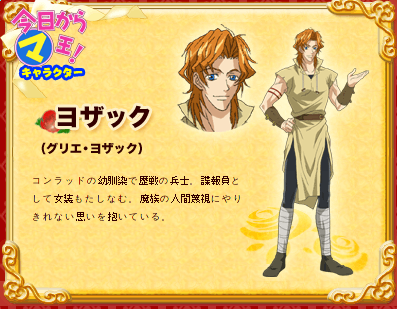 今日から
マ王!
キャラクター
ヨザック
(グリエ・ヨザック)
コンラッドの幼馴染で歴戦の兵士。諜報員と
して女装もたしなむ。魔族の人間蔑視にやり
きれない思いを抱いている。